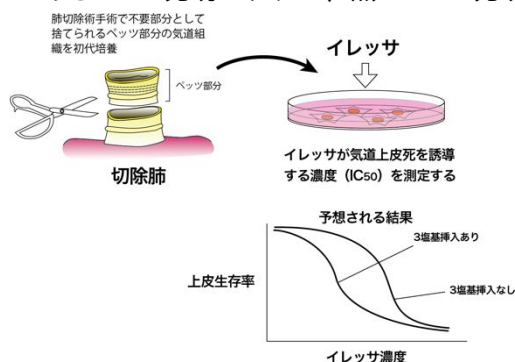 肺切除術手術で不要部分として
捨てられるベッツ部分の気道組
織を初代培養
ベッツ部分
切除肺
イレッサ
イレッサが気道上皮死を誘導
する濃度（IC50）を測定する
予想される結果
3塩基挿入あり
上皮生存率
3塩基挿入なし
イレッサ濃度